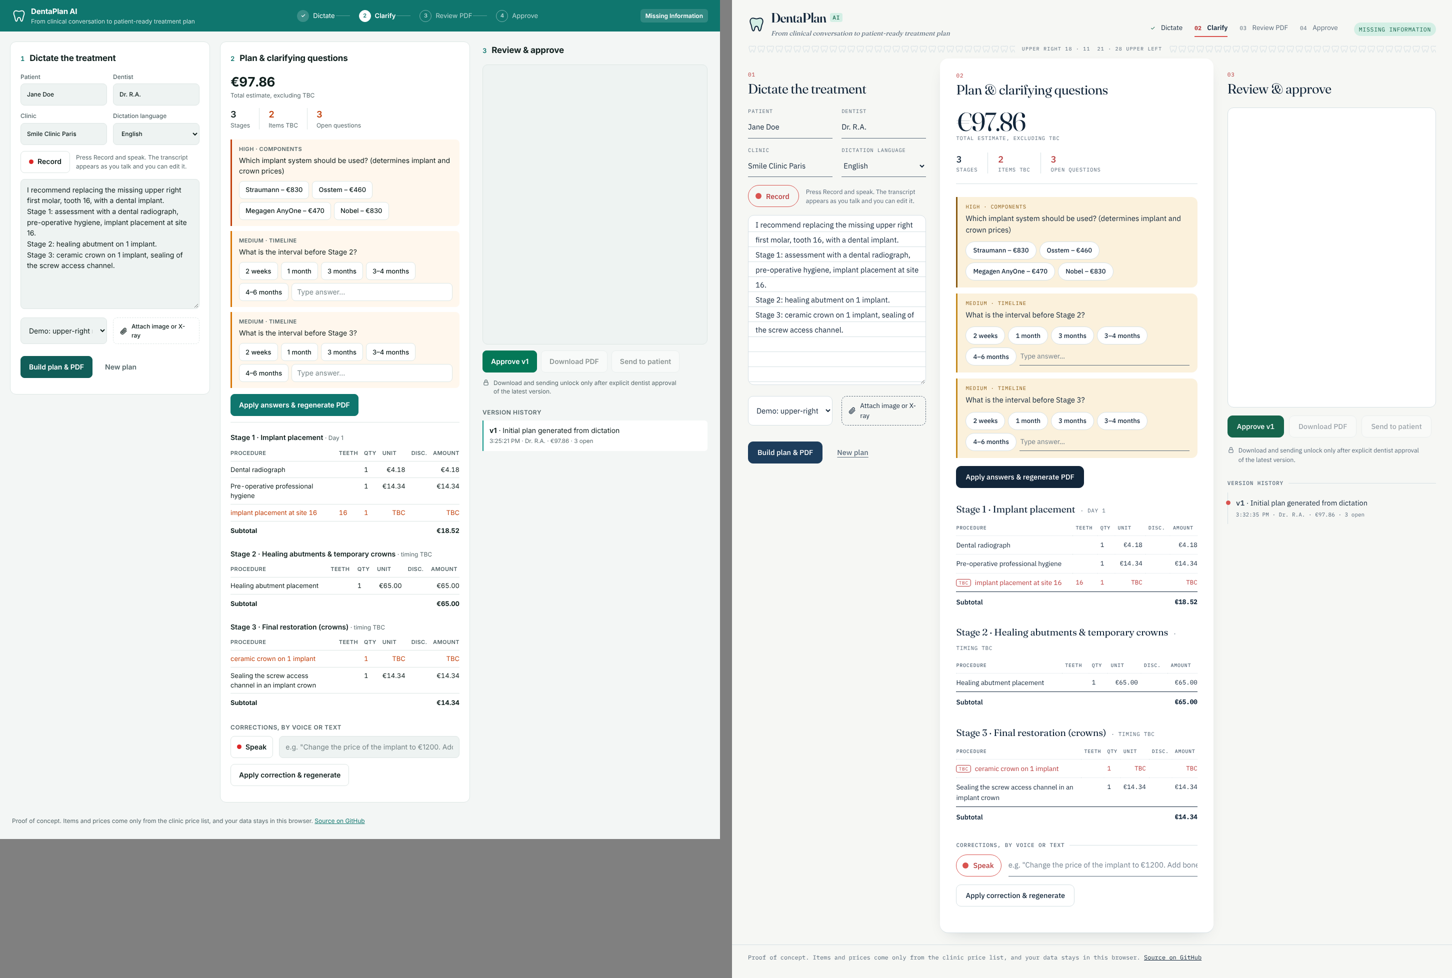 DentaPlan AI
From clinical conversation to patient-ready treatment plan
✓ Dictate
2 Clarify
3 Review PDF
4 Approve
Missing information
1 Dictate the treatment
Patient
Dentist
Jane Doe
Dr. R.A.
Clinic
Dictation language
Smile Clinic Paris
English
Record
Press Record and speak. The transcript
appears as you talk and you can edit it.
I recommend replacing the missing upper right
first molar, tooth 16, with a dental implant.
Stage 1: assessment with a dental radiograph,
pre-operative hygiene, implant placement at site
16.
Stage 2: healing abutment on 1 implant.
Stage 3: ceramic crown on 1 implant, sealing of
the screw access channel.
Demo: upper-right
Attach image or X-
ray
Build plan & PDF
New plan
2 Plan & clarifying questions
€97.86
Total estimate, excluding TBC
3
Stages
2
Items TBC
3
Open questions
HIGH · COMPONENTS
Which implant system should be used? (determines implant and
crown prices)
Straumann – €830
Osstem – €460
Megagen AnyOne – €470
Nobel – €830
MEDIUM · TIMELINE
What is the interval before Stage 2?
2 weeks
1 month
3 months
3–4 months
4–6 months
Type answer...
MEDIUM · TIMELINE
What is the interval before Stage 3?
2 weeks
1 month
3 months
3–4 months
4–6 months
Type answer...
Apply answers & regenerate PDF
Stage 1 · Implant placement · Day 1
PROCEDURE TEETH QTY UNIT DISC. AMOUNT
Dental radiograph 1 €4.18 €4.18
Pre-operative professional
hygiene 1 €14.34 €14.34
implant placement at site 16 16 1 TBC TBC
Subtotal €18.52
Stage 2 · Healing abutments & temporary crowns · timing TBC
PROCEDURE TEETH QTY UNIT DISC. AMOUNT
Healing abutment placement 1 €65.00 €65.00
Subtotal €65.00
Stage 3 · Final restoration (crowns) · timing TBC
PROCEDURE TEETH QTY UNIT DISC. AMOUNT
ceramic crown on 1 implant 1 TBC TBC
Sealing the screw access
channel in an implant crown 1 €14.34 €14.34
Subtotal €14.34
CORRECTIONS, BY VOICE OR TEXT
Speak
e.g. "Change the price of the implant to €1200. Add
Apply correction & regenerate
3 Review & approve
Approve v1
Download PDF
Send to patient
Download and sending unlock only after explicit dentist approval
of the latest version.
VERSION HISTORY
v1 · Initial plan generated from dictation
3:25:21 PM · Dr. R.A. · €97.86 · 3 open
Proof of concept. Items and prices come only from the clinic price list, and your data stays in this browser. Source on GitHub
DentaPlan AI
From clinical conversation to patient-ready treatment plan
✓ Dictate
02 Clarify
03 Review PDF
04 Approve
MISSING INFORMATION
UPPER RIGHT 18 · 11 21 · 28 UPPER LEFT
01
Dictate the treatment
PATIENT
DENTIST
Jane Doe
Dr. R.A.
CLINIC
DICTATION LANGUAGE
Smile Clinic Paris
English
Record
Press Record and speak. The transcript
appears as you talk and you can edit it.
I recommend replacing the missing upper right
first molar, tooth 16, with a dental implant.
Stage 1: assessment with a dental radiograph,
pre-operative hygiene, implant placement at site
16.
Stage 2: healing abutment on 1 implant.
Stage 3: ceramic crown on 1 implant, sealing of
the screw access channel.
Demo: upper-right
Attach image or X-
ray
Build plan & PDF
New plan
02
Plan & clarifying questions
€97.86
TOTAL ESTIMATE, EXCLUDING TBC
3
STAGES
2
ITEMS TBC
3
OPEN QUESTIONS
HIGH · COMPONENTS
Which implant system should be used? (determines implant and
crown prices)
Straumann – €830
Osstem – €460
Megagen AnyOne – €470
Nobel – €830
MEDIUM · TIMELINE
What is the interval before Stage 2?
2 weeks
1 month
3 months
3–4 months
4–6 months
Type answer...
MEDIUM · TIMELINE
What is the interval before Stage 3?
2 weeks
1 month
3 months
3–4 months
4–6 months
Type answer...
Apply answers & regenerate PDF
Stage 1 · Implant placement · DAY 1
PROCEDURE TEETH QTY UNIT DISC. AMOUNT
Dental radiograph 1 €4.18 €4.18
Pre-operative professional hygiene 1 €14.34 €14.34
TBC implant placement at site 16 16 1 TBC TBC
Subtotal €18.52
Stage 2 · Healing abutments & temporary crowns ·
TIMING TBC
PROCEDURE TEETH QTY UNIT DISC. AMOUNT
Healing abutment placement 1 €65.00 €65.00
Subtotal €65.00
Stage 3 · Final restoration (crowns) · TIMING TBC
PROCEDURE TEETH QTY UNIT DISC. AMOUNT
TBC ceramic crown on 1 implant 1 TBC TBC
Sealing the screw access channel in an
implant crown 1 €14.34 €14.34
Subtotal €14.34
CORRECTIONS, BY VOICE OR TEXT
Speak
e.g. "Change the price of the implant to €1200. Add bone
Apply correction & regenerate
03
Review & approve
Approve v1
Download PDF
Send to patient
Download and sending unlock only after explicit dentist approval
of the latest version.
VERSION HISTORY
v1 · Initial plan generated from dictation
3:32:35 PM · Dr. R.A. · €97.86 · 3 open
Proof of concept. Items and prices come only from the clinic price list, and your data stays in this browser. Source on GitHub